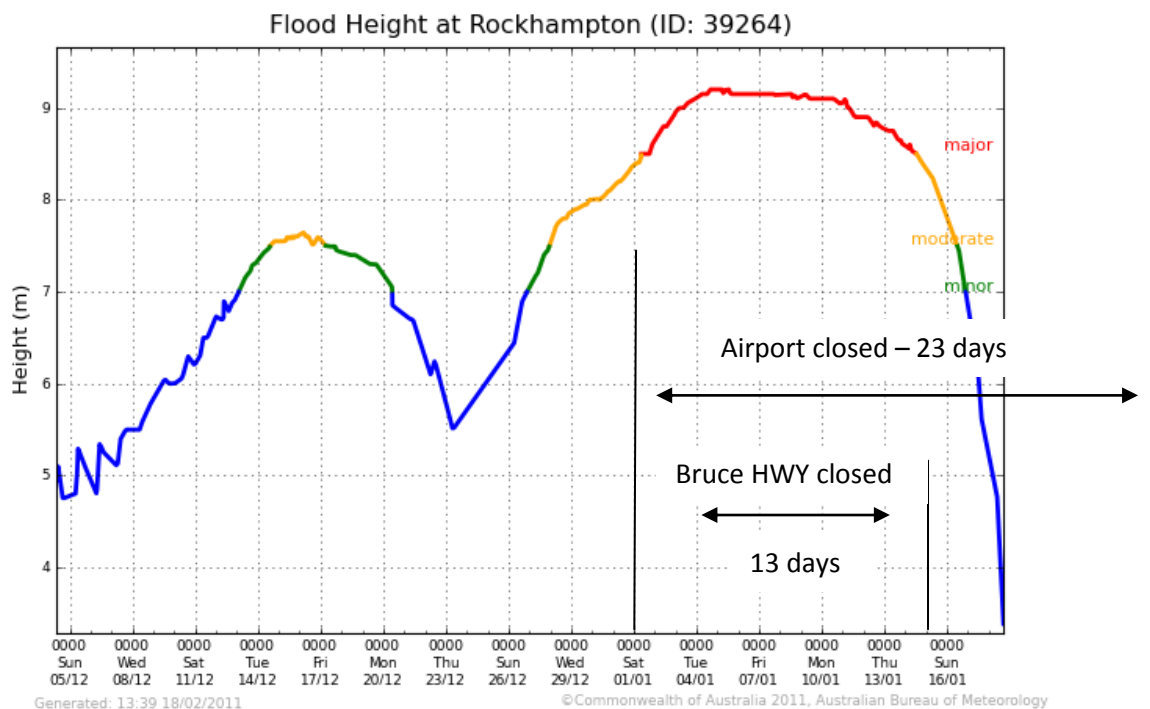 Flood Height at Rockhampton (ID: 39264)
Height (m)
9
8
7
6
5
4
major
moderate
minor
Airport closed – 23 days
Bruce HWY closed
13 days
0000 0000 0000 0000 0000 0000 0000 0000 0000 0000 0000 0000 0000 0000 0000
Sun Wed Sat Tue Fri Mon Thu Sun Wed Sat Tue Fri Mon Thu Sun
05/12 08/12 11/12 14/12 17/12 20/12 23/12 26/12 29/12 01/01 04/01 07/01 10/01 13/01 16/01
Generated: 13:39 18/02/2011
©Commonwealth of Australia 2011, Australian Bureau of Meteorology